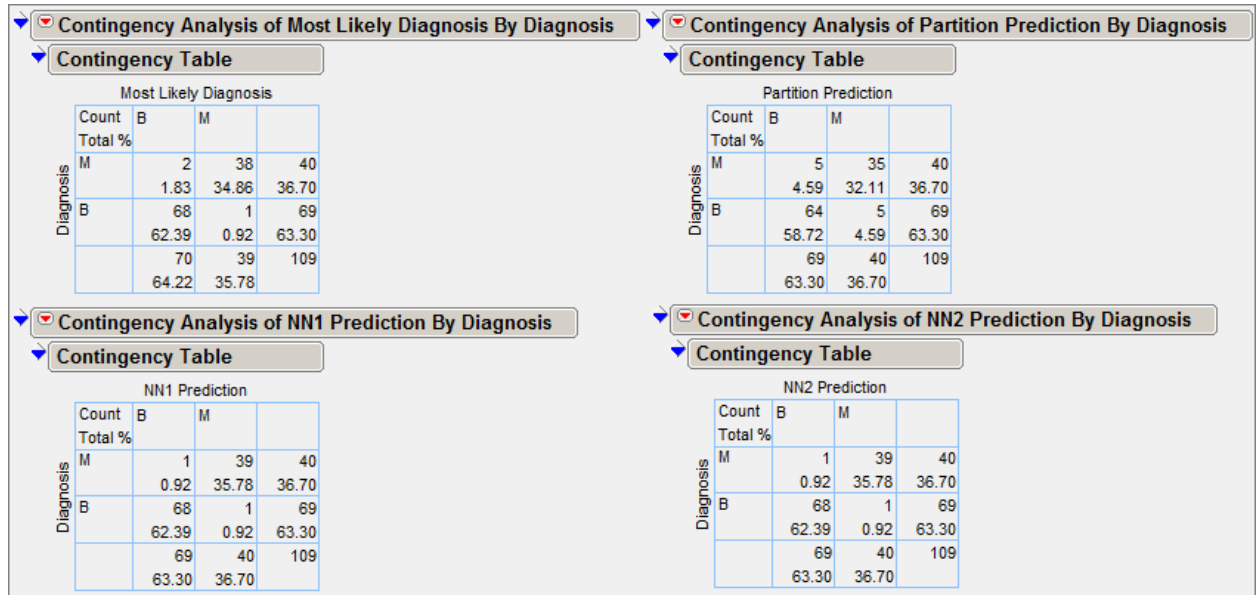 Contingency Analysis of Most Likely Diagnosis By Diagnosis
Contingency Table
Most Likely Diagnosis
Diagnosis
Count B M
Total %
M 2 38 40
1.83 34.86 36.70
B 68 1 69
62.39 0.92 63.30
70 39 109
64.22 35.78
Contingency Analysis of Partition Prediction By Diagnosis
Contingency Table
Partition Prediction
Diagnosis
Count B M
Total %
M 5 35 40
4.59 32.11 36.70
B 64 5 69
58.72 4.59 63.30
69 40 109
63.30 36.70
Contingency Analysis of NN1 Prediction By Diagnosis
Contingency Table
NN1 Prediction
Diagnosis
Count B M
Total %
M 1 39 40
0.92 35.78 36.70
B 68 1 69
62.39 0.92 63.30
69 40 109
63.30 36.70
Contingency Analysis of NN2 Prediction By Diagnosis
Contingency Table
NN2 Prediction
Diagnosis
Count B M
Total %
M 1 39 40
0.92 35.78 36.70
B 68 1 69
62.39 0.92 63.30
69 40 109
63.30 36.70